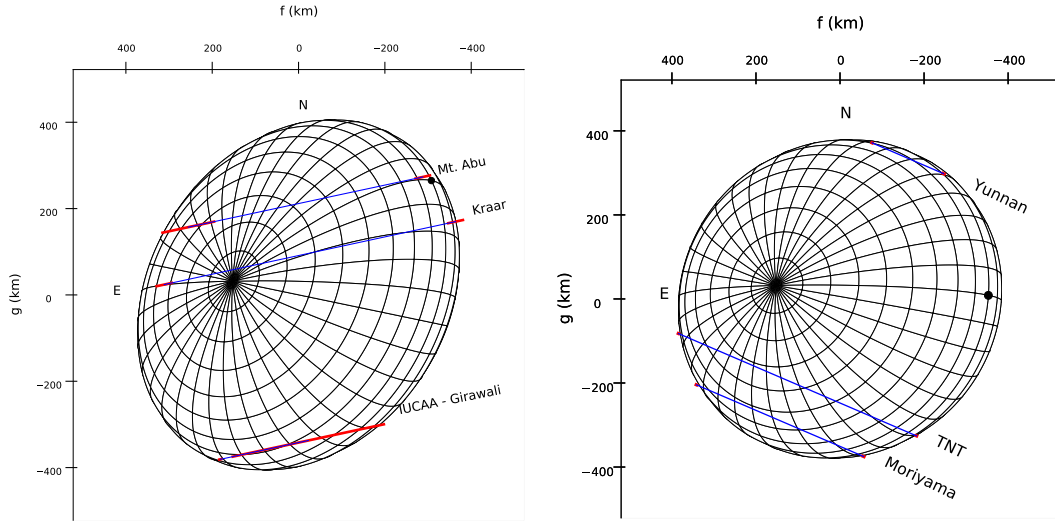 f (km)
400 200 0 −200 −400
N
400
200
0
−200
−400
g (km)
E
Mt. Abu
Kraar
IUCAA - Girawali
f (km)
400 200 0 −200 −400
N
400
200
0
−200
−400
g (km)
E
Yunnan
TNT
Moriyama